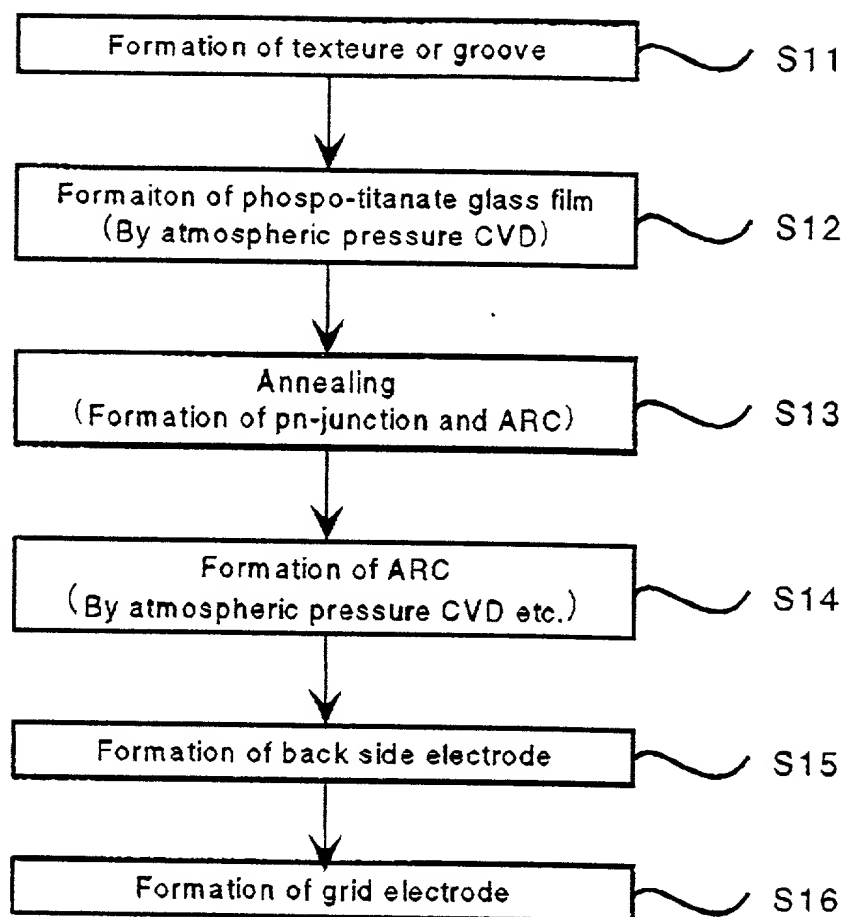 Formation of texteure or groove
S11
Formaiton of phospo-titanate glass film
(By atmospheric pressure CVD)
S12
Annealing
(Formation of pn-junction and ARC)
S13
Formation of ARC
(By atmospheric pressure CVD etc.)
S14
Formation of back side electrode
S15
Formation of grid electrode
S16